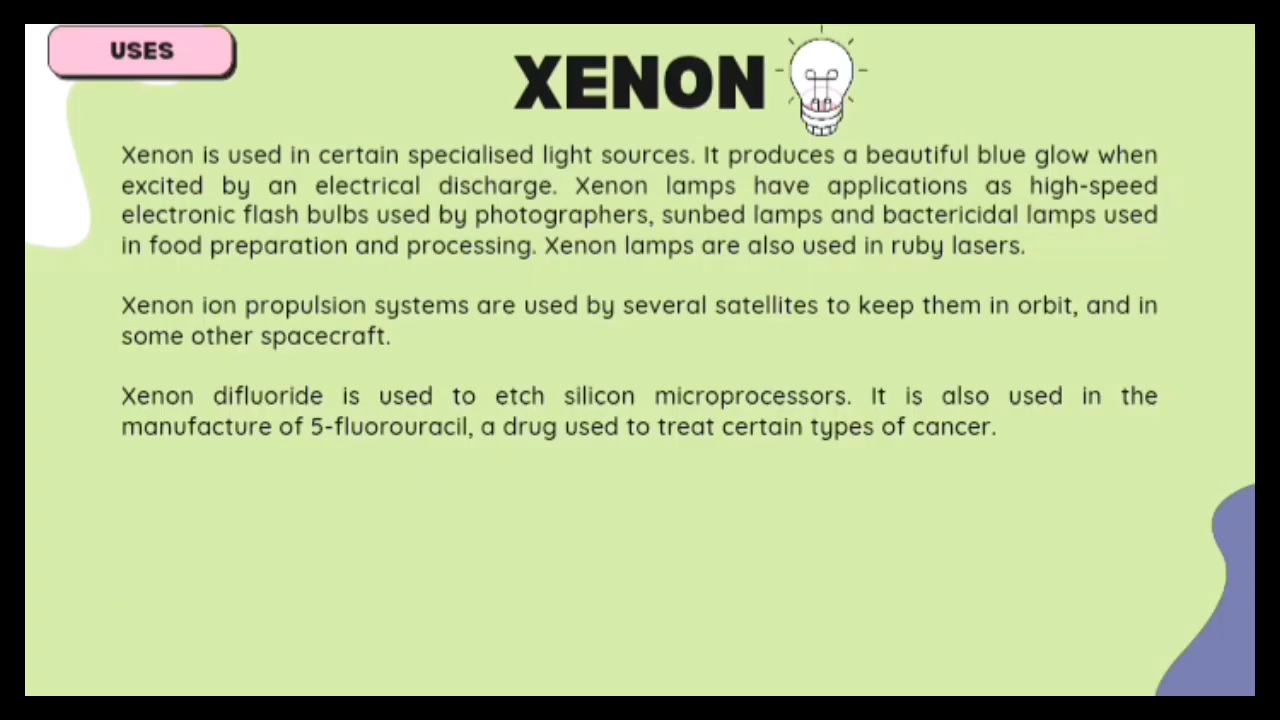 USES
XENON
Xenon is used in certain specialised light sources. It produces a beautiful blue glow when
excited by an electrical discharge. Xenon lamps have applications as high-speed
electronic flash bulbs used by photographers, sunbed lamps and bactericidal lamps used
in food preparation and processing. Xenon lamps are also used in ruby lasers.
Xenon ion propulsion systems are used by several satellites to keep them in orbit, and in
some other spacecraft.
Xenon difluoride is used to etch silicon microprocessors. It is also used in the
manufacture of 5-fluorouracil, a drug used to treat certain types of cancer.